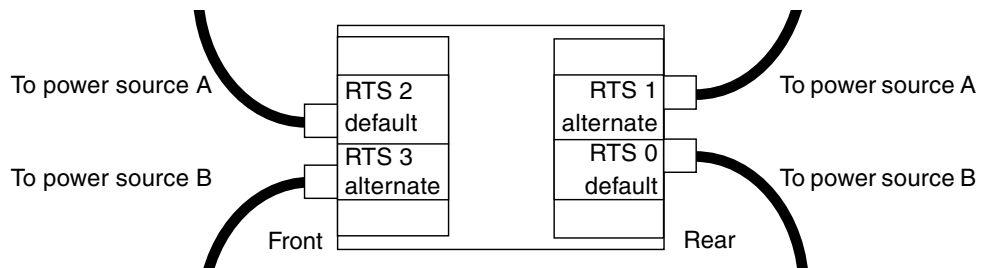 To power source A
RTS 2
default
RTS 1
alternate
To power source A
To power source B
RTS 3
alternate
RTS 0
default
To power source B
Front
Rear